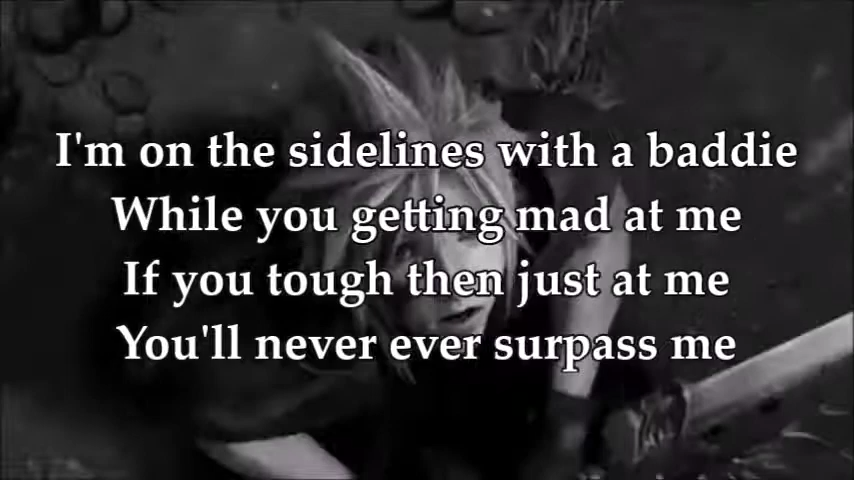 I'm on the sidelines with a baddie
While you getting mad at me
If you tough then just at me
You'll never ever surpass me